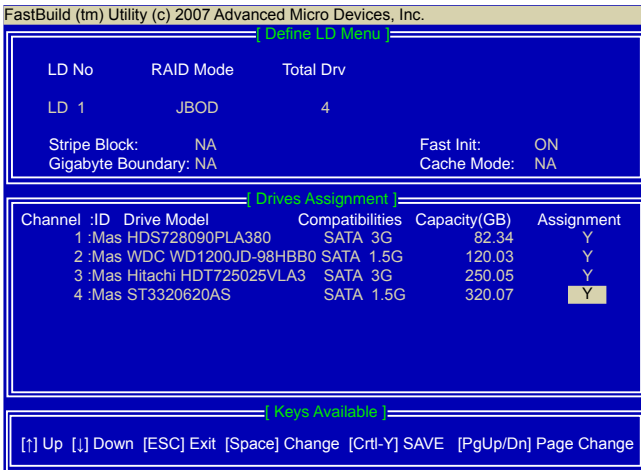 FastBuild (tm) Utility (c) 2007 Advanced Micro Devices, Inc.
[ Define LD Menu ]
LD No RAID Mode Total Drv
LD 1 JBOD 4
Stripe Block: NA Fast Init: ON
Gigabyte Boundary: NA Cache Mode: NA
[ Drives Assignment ]
Channel :ID Drive Model Compatibilities Capacity(GB) Assignment
1 :Mas HDS728090PLA380 SATA 3G 82.34 Y
2 :Mas WDC WD1200JD-98HBB0 SATA 1.5G 120.03 Y
3 :Mas Hitachi HDT725025VLA3 SATA 3G 250.05 Y
4 :Mas ST3320620AS SATA 1.5G 320.07 Y
[ Keys Available ]
[↑] Up [↓] Down [ESC] Exit [Space] Change [Crtl-Y] SAVE [PgUp/Dn] Page Change